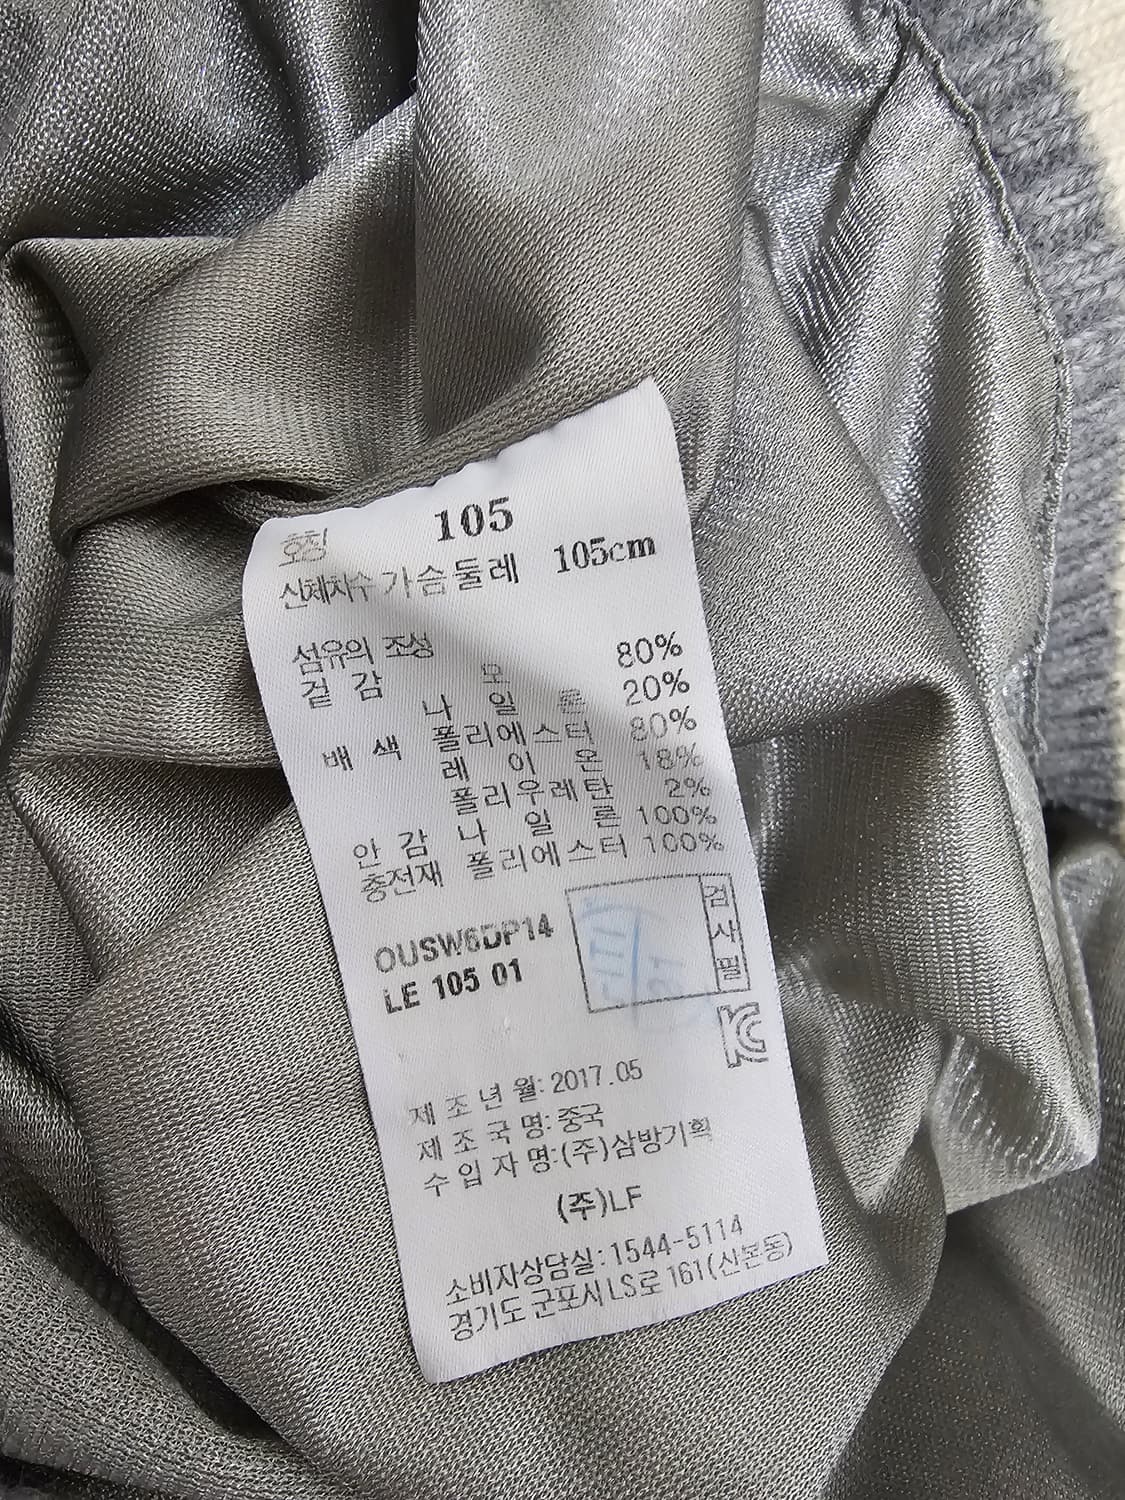 호칭 105
신체치수 가슴둘레 105cm
섬유의 조성
겉감 모 80%
나일론 20%
배색 폴리에스터 80%
레이온 18%
폴리우레탄 2%
안감 나일론 100%
충전재 폴리에스터 100%
OUSW6DP14
LE 105 01
검사필
KC
제조년월: 2017.05
제조국명: 중국
수입자명: (주)삼방기획
(주)LF
소비자상담실: 1544-5114
경기도 군포시 LS로 161(산본동)